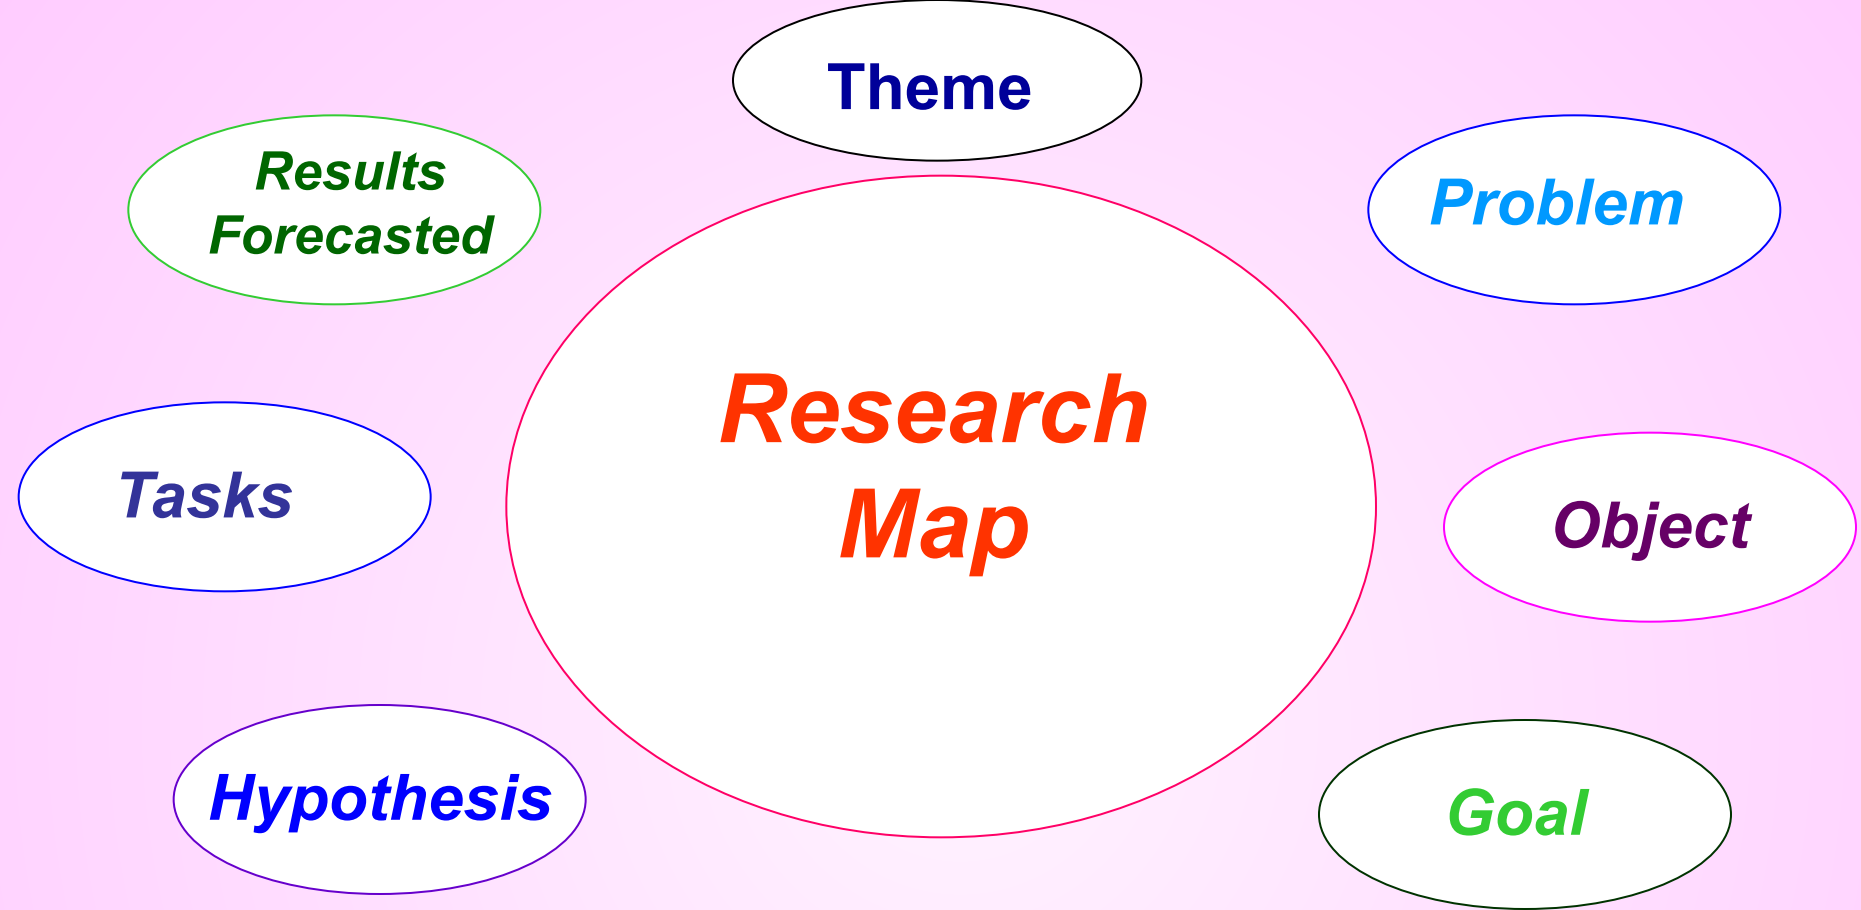 Theme
Results
Forecasted
Problem
Research
Map
Tasks
Object
Hypothesis
Goal